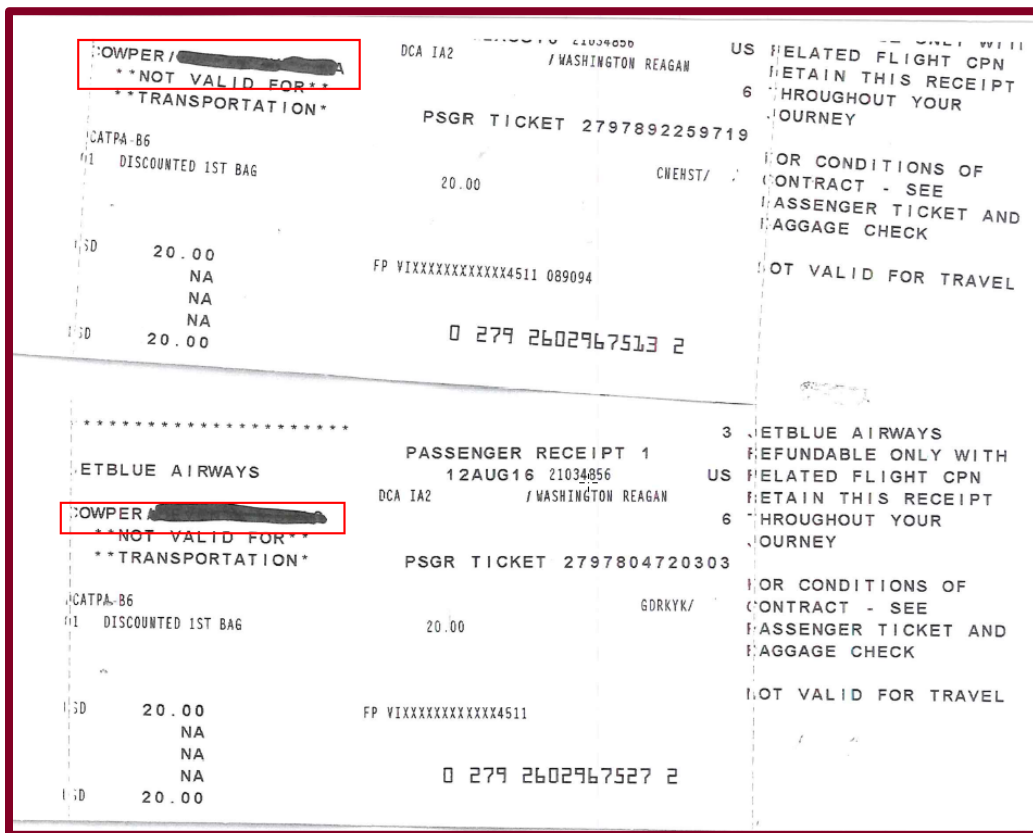 COWPER/ A
**NOT VALID FOR**
**TRANSPORTATION*
21034856
DCA IA2 / WASHINGTON REAGAN
PSGR TICKET 2797892259719
CATPA-B6
01 DISCOUNTED 1ST BAG 20.00 CNEHST/
USD 20.00
NA
NA
NA
USD 20.00
FP VIXXXXXXXXXXXXX4511 089094
0 279 2602967513 2
US RELATED FLIGHT CPN
RETAIN THIS RECEIPT
6 THROUGHOUT YOUR
JOURNEY
FOR CONDITIONS OF
CONTRACT - SEE
PASSENGER TICKET AND
BAGGAGE CHECK
NOT VALID FOR TRAVEL
*********************
JETBLUE AIRWAYS
PASSENGER RECEIPT 1
12AUG16 21034856
DCA IA2 / WASHINGTON REAGAN
COWPER/
**NOT VALID FOR**
**TRANSPORTATION*
PSGR TICKET 2797804720303
CATPA-B6
01 DISCOUNTED 1ST BAG 20.00 GDRKYK/
USD 20.00
NA
NA
NA
USD 20.00
FP VIXXXXXXXXXXXXX4511
0 279 2602967527 2
3 JETBLUE AIRWAYS
REFUNDABLE ONLY WITH
US RELATED FLIGHT CPN
RETAIN THIS RECEIPT
6 THROUGHOUT YOUR
JOURNEY
FOR CONDITIONS OF
CONTRACT - SEE
PASSENGER TICKET AND
BAGGAGE CHECK
NOT VALID FOR TRAVEL